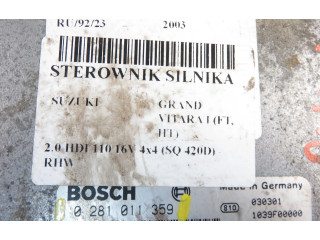 RU/92/23 2003
STEROWNIK SILNIKA
SUZUKI GRAND
VITARA I (FT,
HT)
2.0 HDI 110 16V 4x4 (SQ 420D)
RHW
BOSCH Made in Germany
0 281 011 359 030301
810 1039F00000